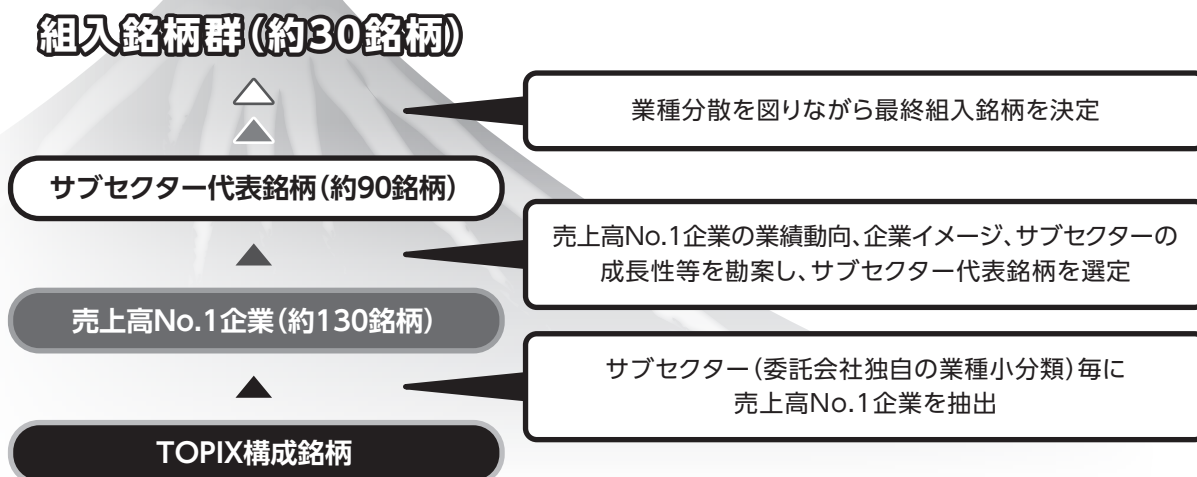 組入銘柄群(約30銘柄)
業種分散を図りながら最終組入銘柄を決定
サブセクター代表銘柄(約90銘柄)
売上高No.1企業の業績動向、企業イメージ、サブセクターの
成長性等を勘案し、サブセクター代表銘柄を選定
売上高No.1企業(約130銘柄)
サブセクター(委託会社独自の業種小分類)毎に
売上高No.1企業を抽出
TOPIX構成銘柄